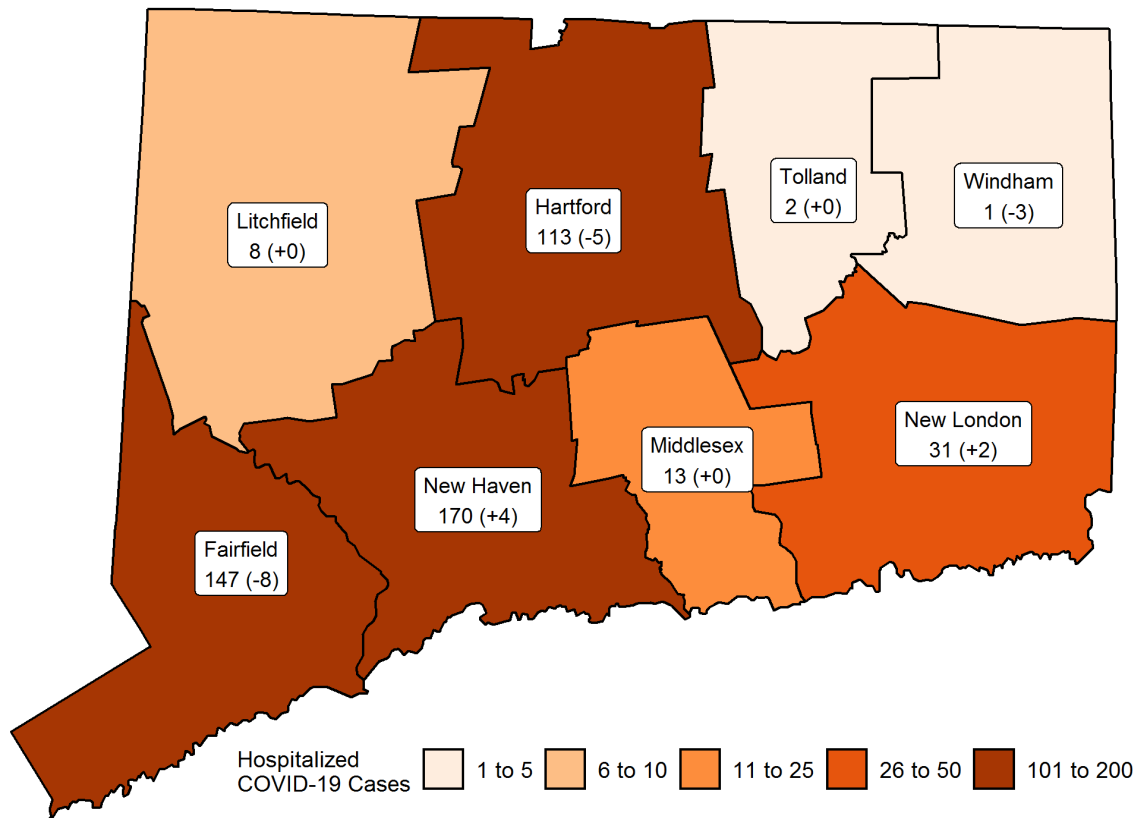 Tolland
2 (+0)
Windham
1 (-3)
Hartford
113 (-5)
Litchfield
8 (+0)
New London
31 (+2)
Middlesex
13 (+0)
New Haven
170 (+4)
Fairfield
147 (-8)
Hospitalized
COVID-19 Cases
1 to 5
6 to 10
11 to 25
26 to 50
101 to 200